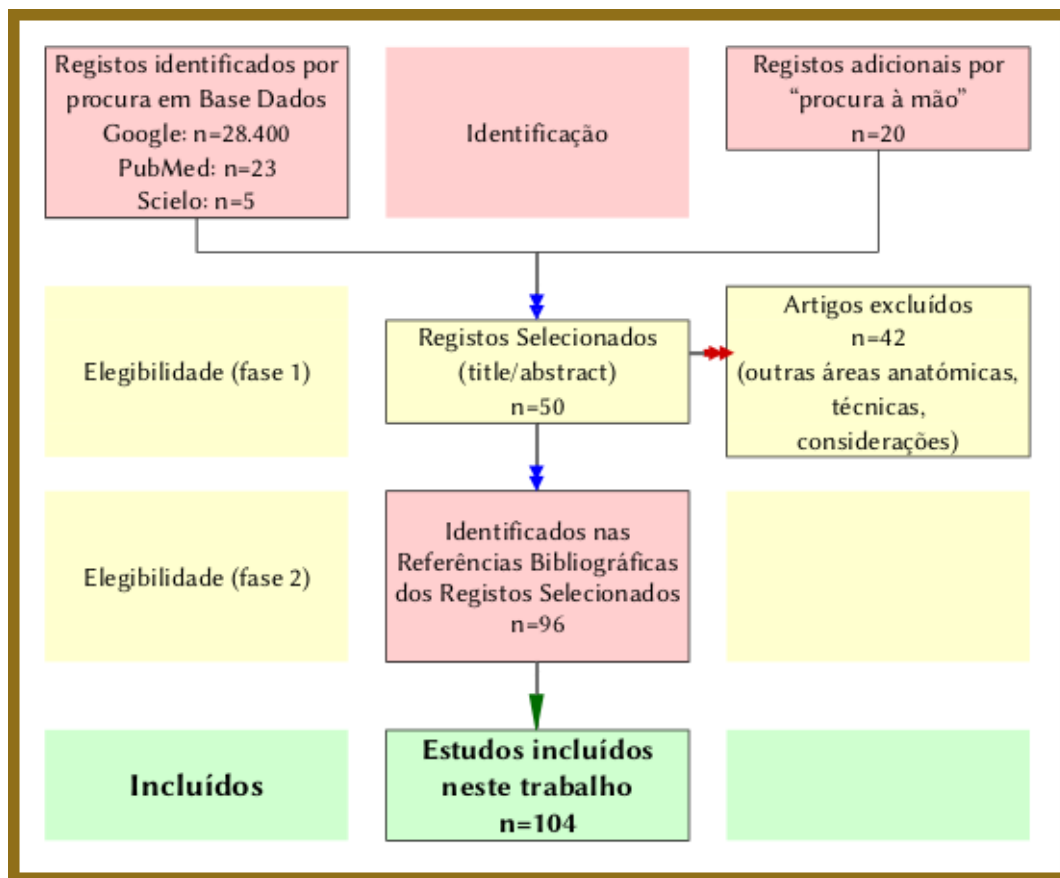 Registos identificados por
procura em Base Dados
Google: n=28.400
PubMed: n=23
Scielo: n=5
Identificação
Registos adicionais por
“procura à mão”
n=20
Elegibilidade (fase 1)
Registos Selecionados
(title/abstract)
n=50
Artigos excluídos
n=42
(outras áreas anatómicas,
técnicas,
considerações)
Elegibilidade (fase 2)
Identificados nas
Referências Bibliográficas
dos Registos Selecionados
n=96
Incluídos
Estudos incluídos
neste trabalho
n=104